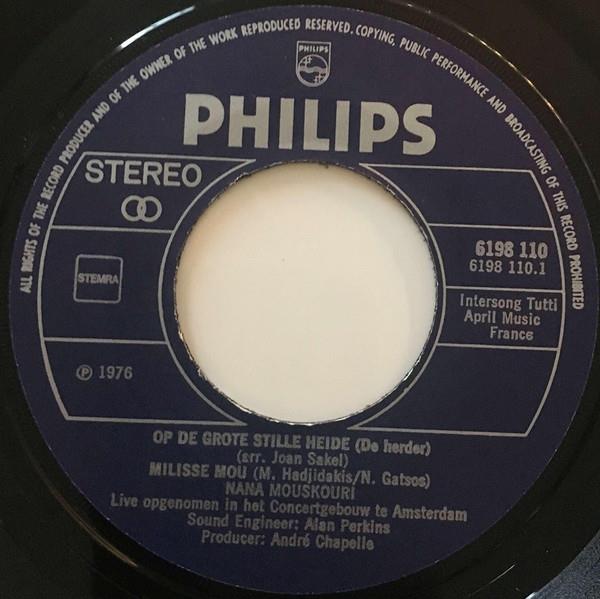 ALL RIGHTS OF THE RECORD PRODUCER AND OF THE OWNER OF THE WORK REPRODUCED RESERVED. COPYING, PUBLIC PERFORMANCE AND BROADCASTING OF THIS RECORD PROHIBITED
PHILIPS
PHILIPS
STEREO
6198 110
6198 110.1
STEMRA
Intersong Tutti
April Music
France
℗ 1976
OP DE GROTE STILLE HEIDE (De herder)
(arr. Joan Sakel)
MILISSE MOU (M. Hadjidakis/N. Gatsos)
NANA MOUSKOURI
Live opgenomen in het Concertgebouw te Amsterdam
Sound Engineer: Alan Perkins
Producer: André Chapelle